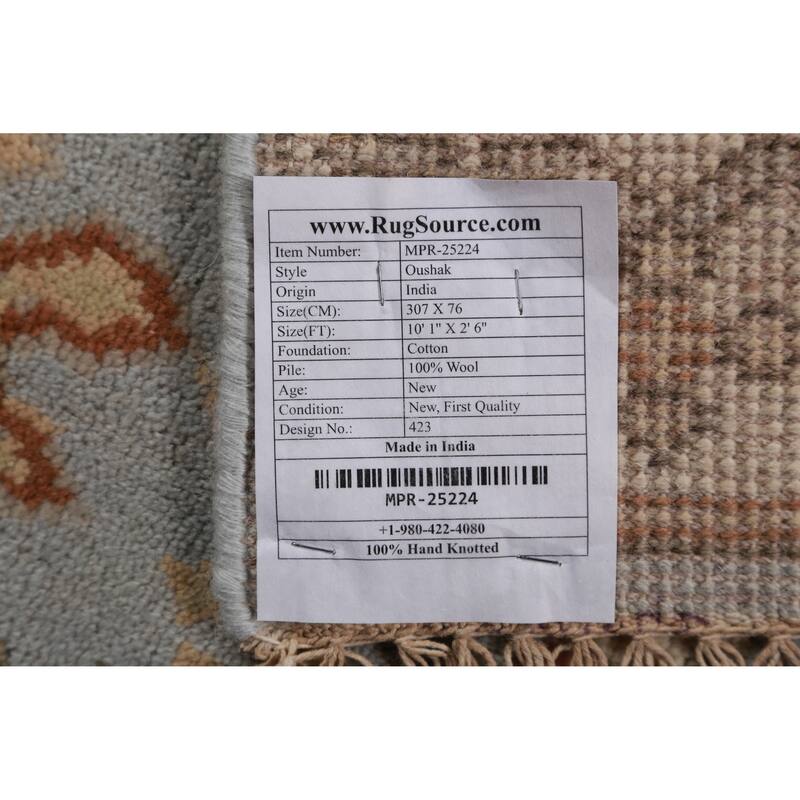 www.RugSource.com
Item Number: MPR-25224
Style Oushak
Origin India
Size(CM): 307 X 76
Size(FT): 10' 1" X 2' 6"
Foundation: Cotton
Pile: 100% Wool
Age: New
Condition: New, First Quality
Design No.: 423
Made in India
MPR-25224
+1-980-422-4080
100% Hand Knotted